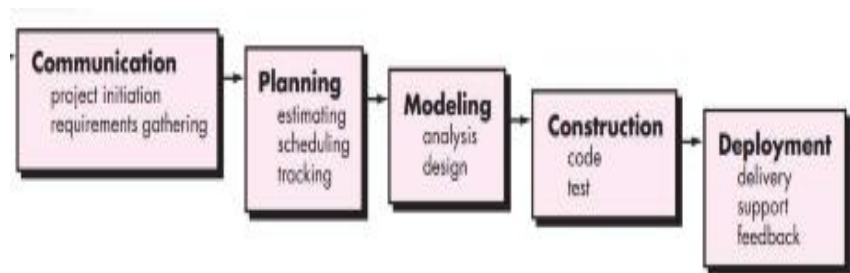 Communication
project initiation
requirements gathering
Planning
estimating
scheduling
tracking
Modeling
analysis
design
Construction
code
test
Deployment
delivery
support
feedback